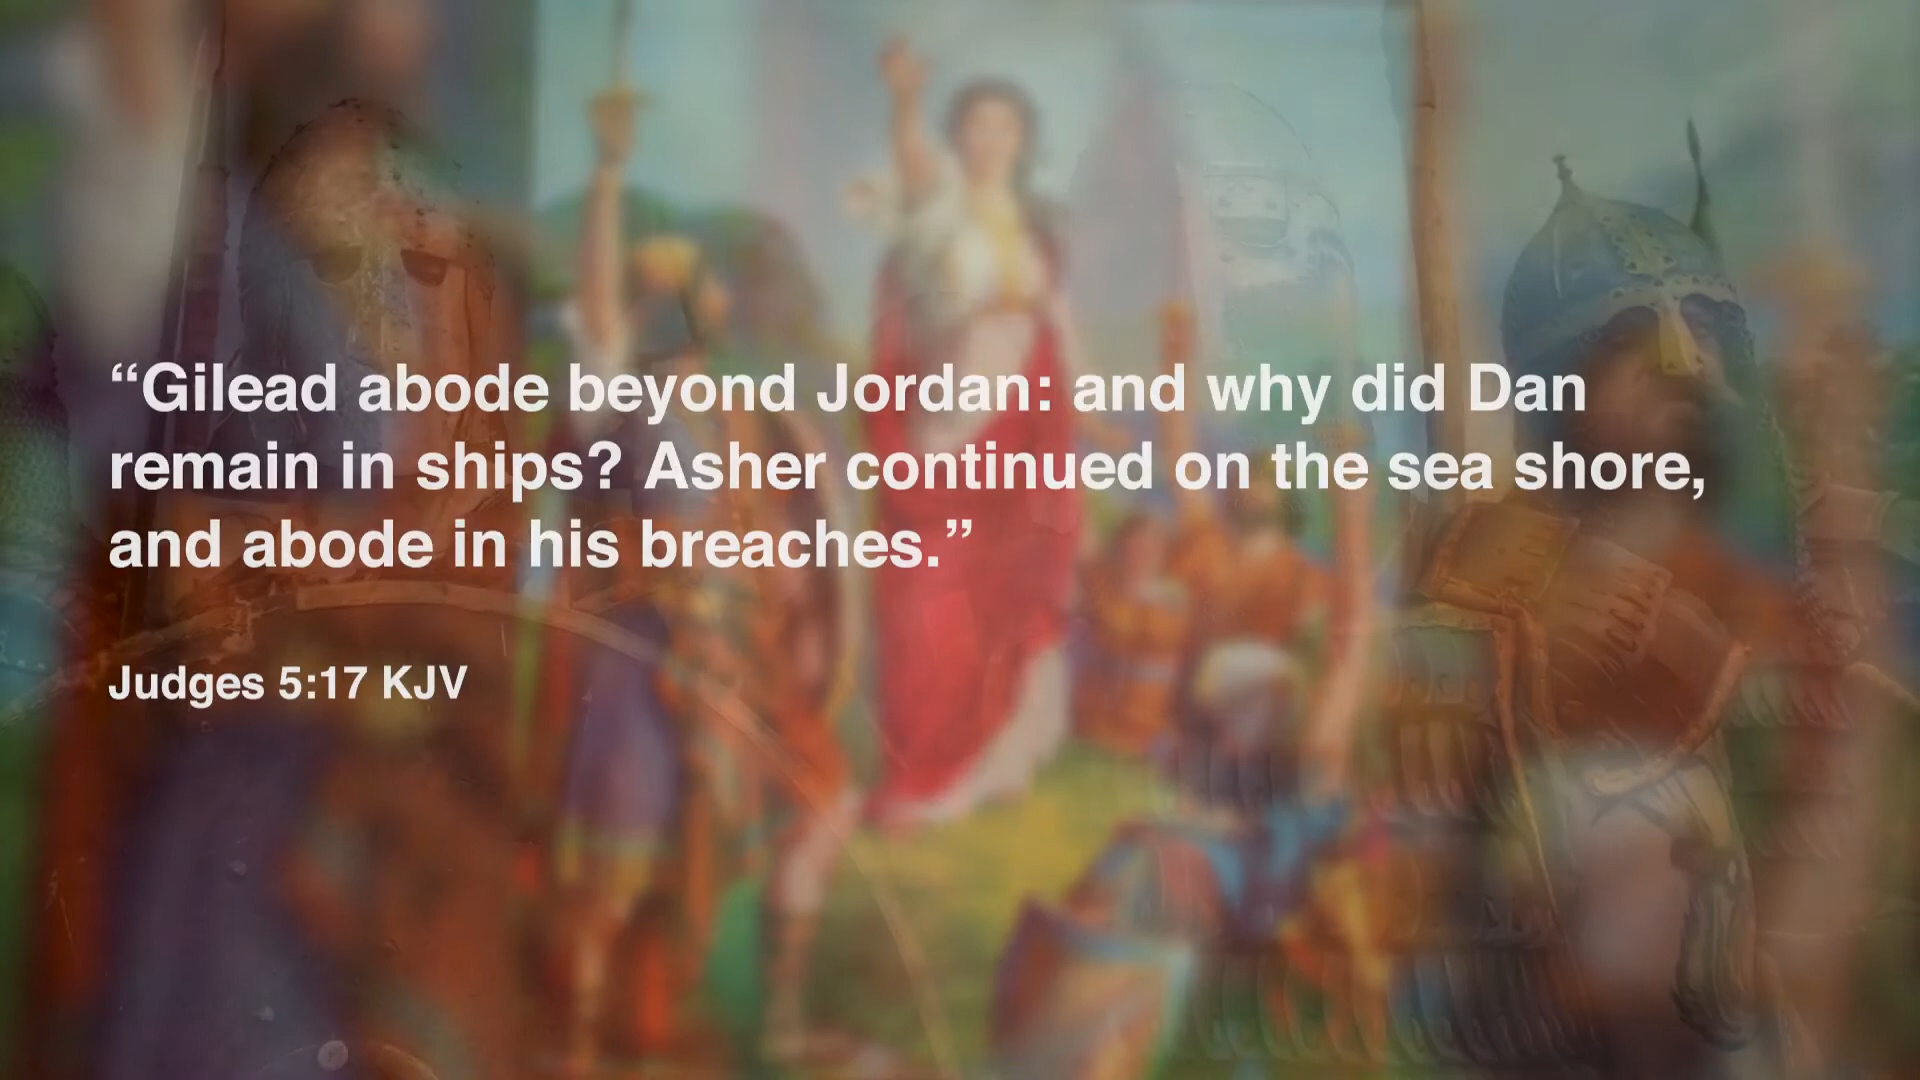 “Gilead abode beyond Jordan: and why did Dan
remain in ships? Asher continued on the sea shore,
and abode in his breaches.”
Judges 5:17 KJV